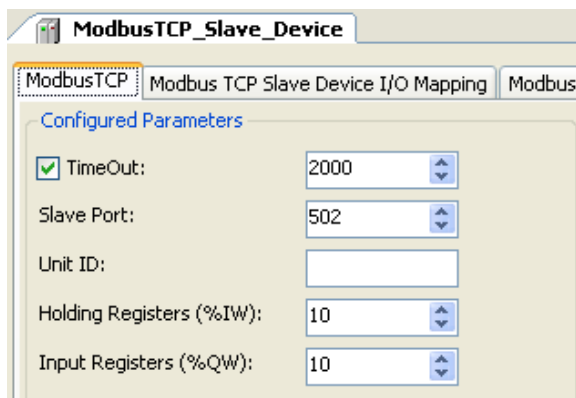 ModbusTCP_Slave_Device
ModbusTCP Modbus TCP Slave Device I/O Mapping Modbus
Configured Parameters
TimeOut: 2000
Slave Port: 502
Unit ID:
Holding Registers (%IW): 10
Input Registers (%QW): 10